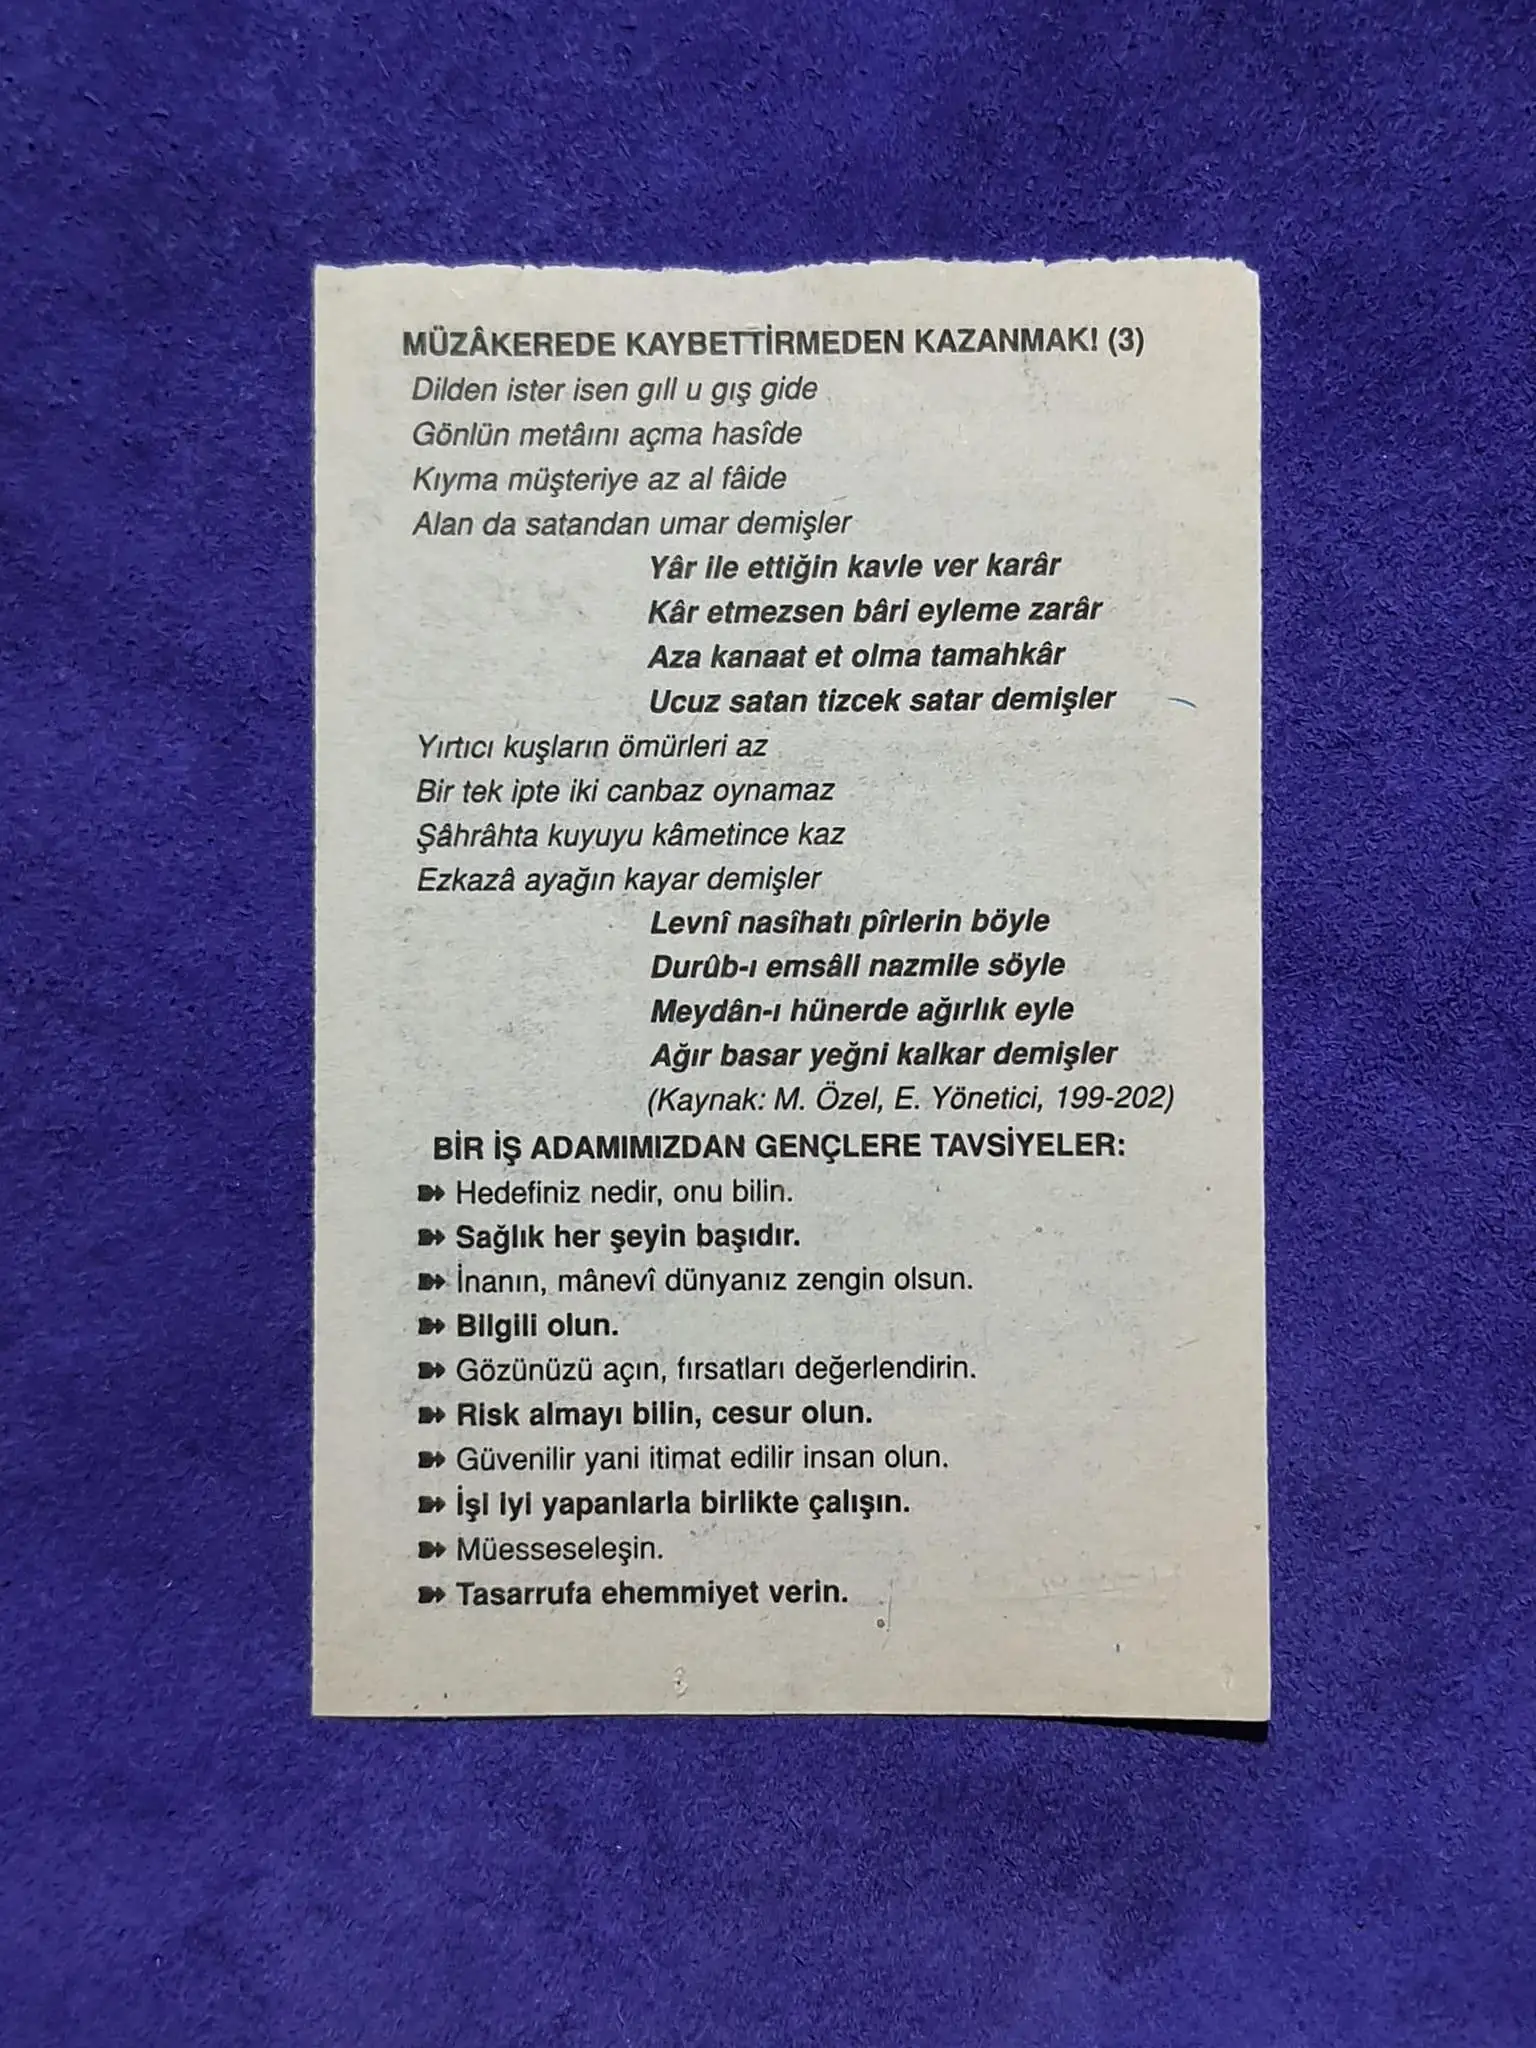 MÜZÂKEREDE KAYBETTİRMEDEN KAZANMAK! (3)
Dilden ister isen gıll u gış gide
Gönlün metâını açma hasîde
Kıyma müşteriye az al fâide
Alan da satandan umar demişler
Yâr ile ettiğin kavle ver karâr
Kâr etmezsen bâri eyleme zarâr
Aza kanaat et olma tamahkâr
Ucuz satan tizcek satar demişler
Yırtıcı kuşların ömürleri az
Bir tek ipte iki canbaz oynamaz
Şâhrâhta kuyuyu kâmetince kaz
Ezkazâ ayağın kayar demişler
Levnî nasîhatı pîrlerin böyle
Durûb-ı emsâli nazmile söyle
Meydân-ı hünerde ağırlık eyle
Ağır basar yeğni kalkar demişler
(Kaynak: M. Özel, E. Yönetici, 199-202)
BİR İŞ ADAMIMIZDAN GENÇLERE TAVSİYELER:
➽ Hedefiniz nedir, onu bilin.
➽ Sağlık her şeyin başıdır.
➽ İnanın, mânevî dünyanız zengin olsun.
➽ Bilgili olun.
➽ Gözünüzü açın, fırsatları değerlendirin.
➽ Risk almayı bilin, cesur olun.
➽ Güvenilir yani itimat edilir insan olun.
➽ İşi iyi yapanlarla birlikte çalışın.
➽ Müesseseleşin.
➽ Tasarrufa ehemmiyet verin.